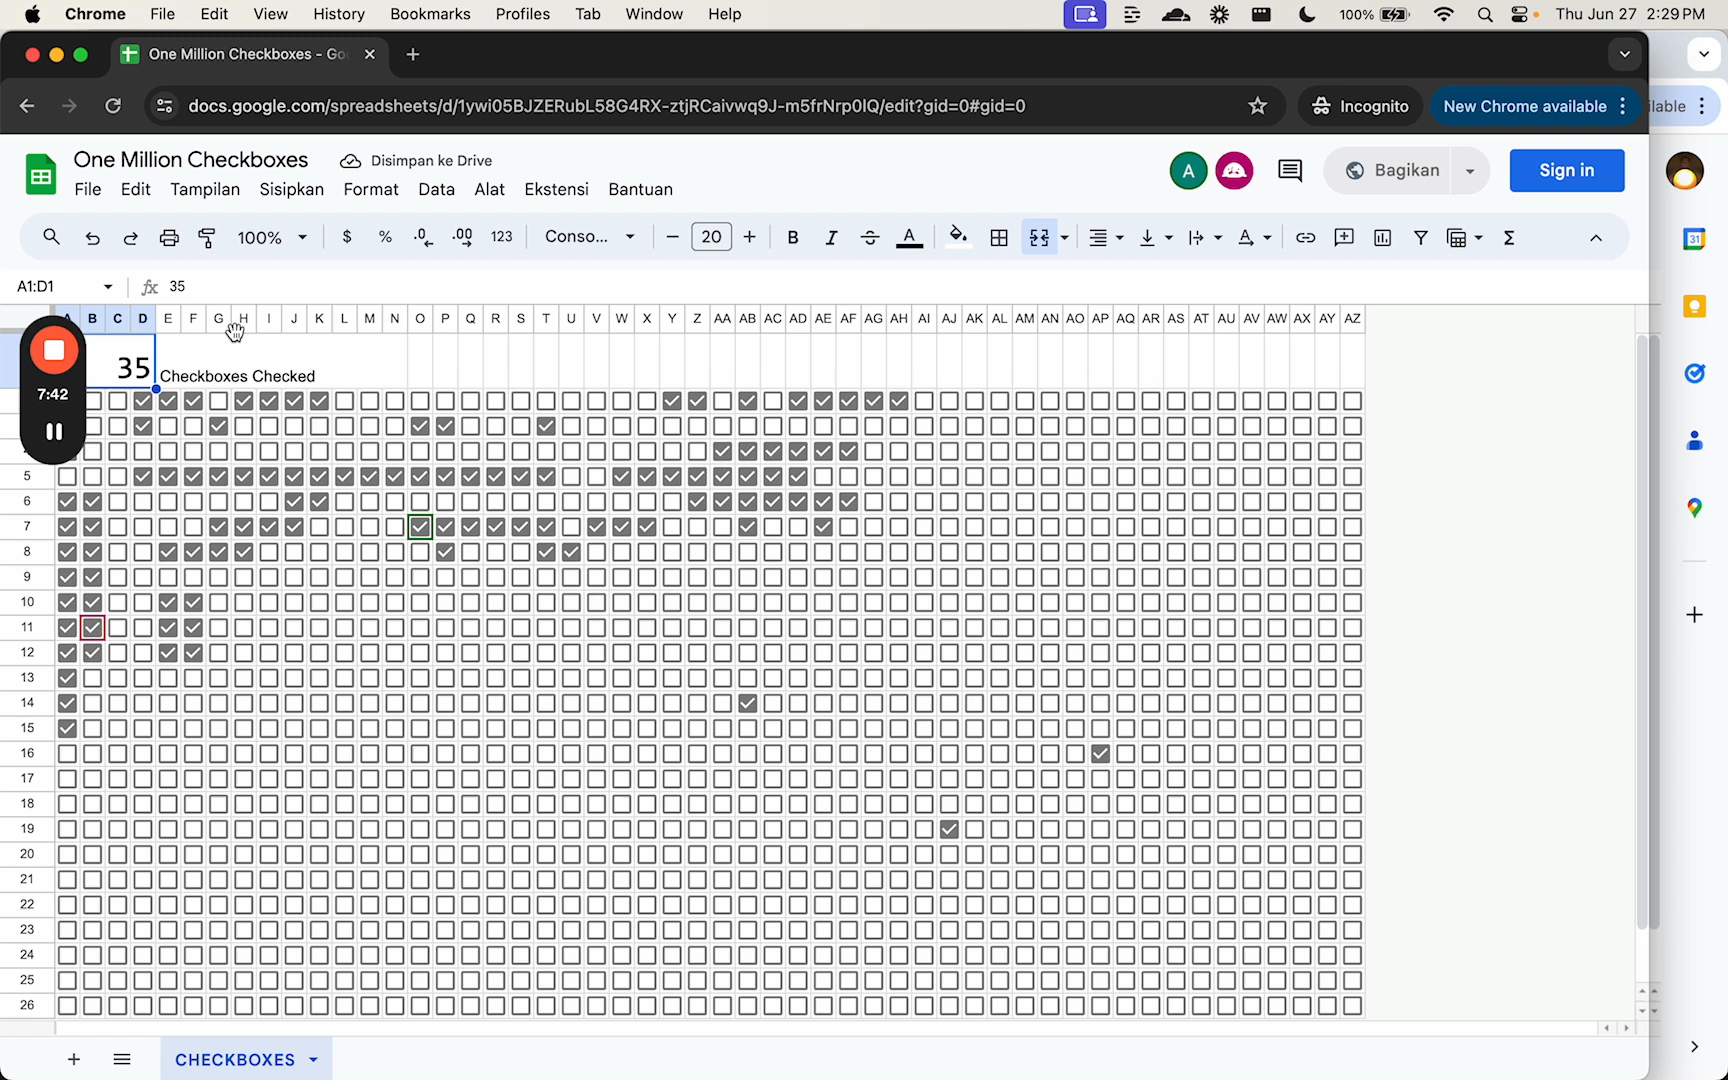 Chrome File Edit View History Bookmarks Profiles Tab Window Help 100% Thu Jun 27 2:29 PM
One Million Checkboxes - Go
docs.google.com/spreadsheets/d/1ywi05BJZERubL58G4RX-ztjRCaivwq9J-m5frNrp0lQ/edit?gid=0#gid=0 Incognito New Chrome available ilable
One Million Checkboxes Disimpan ke Drive A Bagikan Sign in
File Edit Tampilan Sisipkan Format Data Alat Ekstensi Bantuan
100% $ % .0 .00 123 Conso... 20 B I A 31
A1:D1 fx 35
A B C D E F G H I J K L M N O P Q R S T U V W X Y Z AA AB AC AD AE AF AG AH AI AJ AK AL AM AN AO AP AQ AR AS AT AU AV AW AX AY AZ
35 Checkboxes Checked
7:42
5
6
7
8
9
10
11
12
13
14
15
16
17
18
19
20
21
22
23
24
25
26
CHECKBOXES